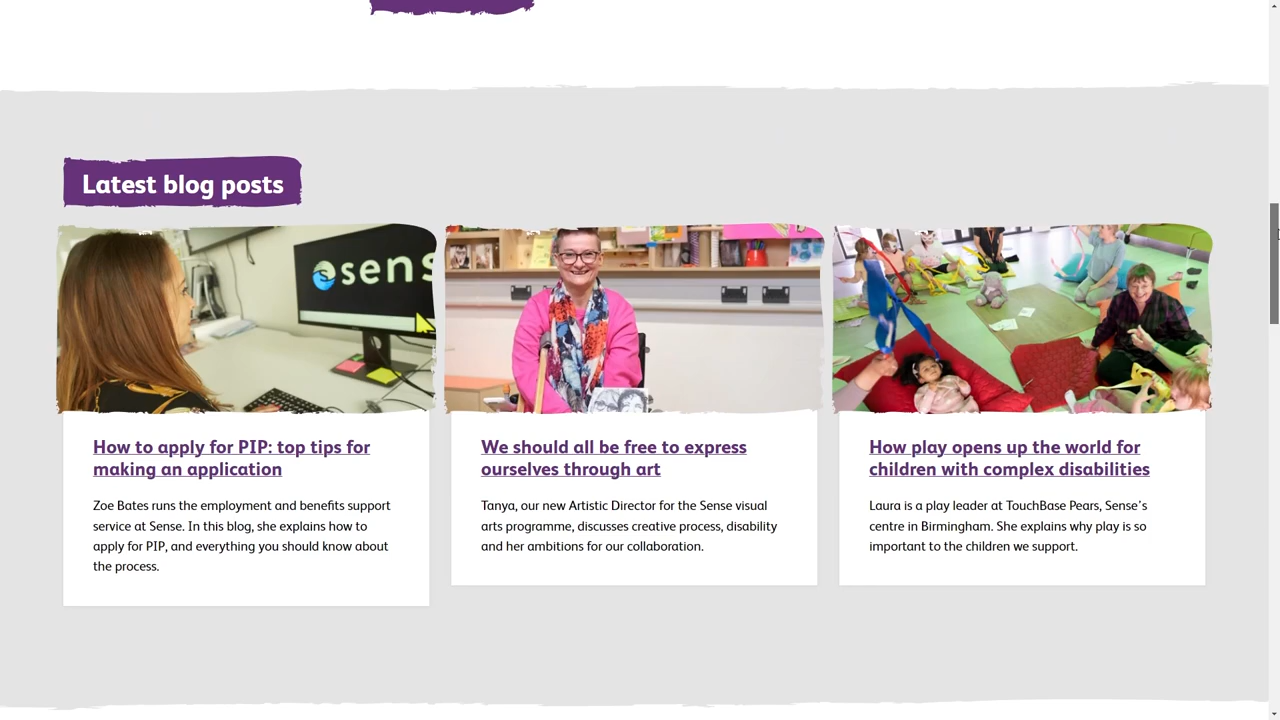 Latest blog posts
sens
How to apply for PIP: top tips for
making an application
Zoe Bates runs the employment and benefits support
service at Sense. In this blog, she explains how to
apply for PIP, and everything you should know about
the process.
We should all be free to express
ourselves through art
Tanya, our new Artistic Director for the Sense visual
arts programme, discusses creative process, disability
and her ambitions for our collaboration.
How play opens up the world for
children with complex disabilities
Laura is a play leader at TouchBase Pears, Sense's
centre in Birmingham. She explains why play is so
important to the children we support.